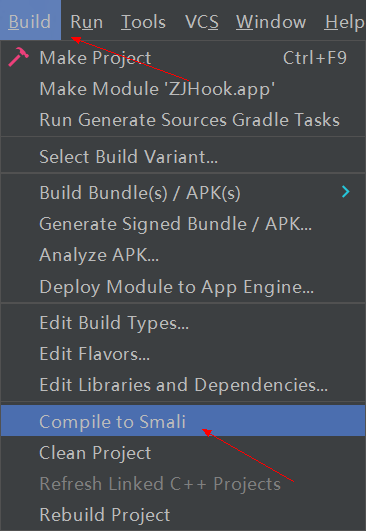 Build Run Tools VCS Window Help
Make Project Ctrl+F9
Make Module 'ZJHook.app'
Run Generate Sources Gradle Tasks
Select Build Variant...
Build Bundle(s) / APK(s)
Generate Signed Bundle / APK...
Analyze APK...
Deploy Module to App Engine...
Edit Build Types...
Edit Flavors...
Edit Libraries and Dependencies...
Compile to Smali
Clean Project
Refresh Linked C++ Projects
Rebuild Project